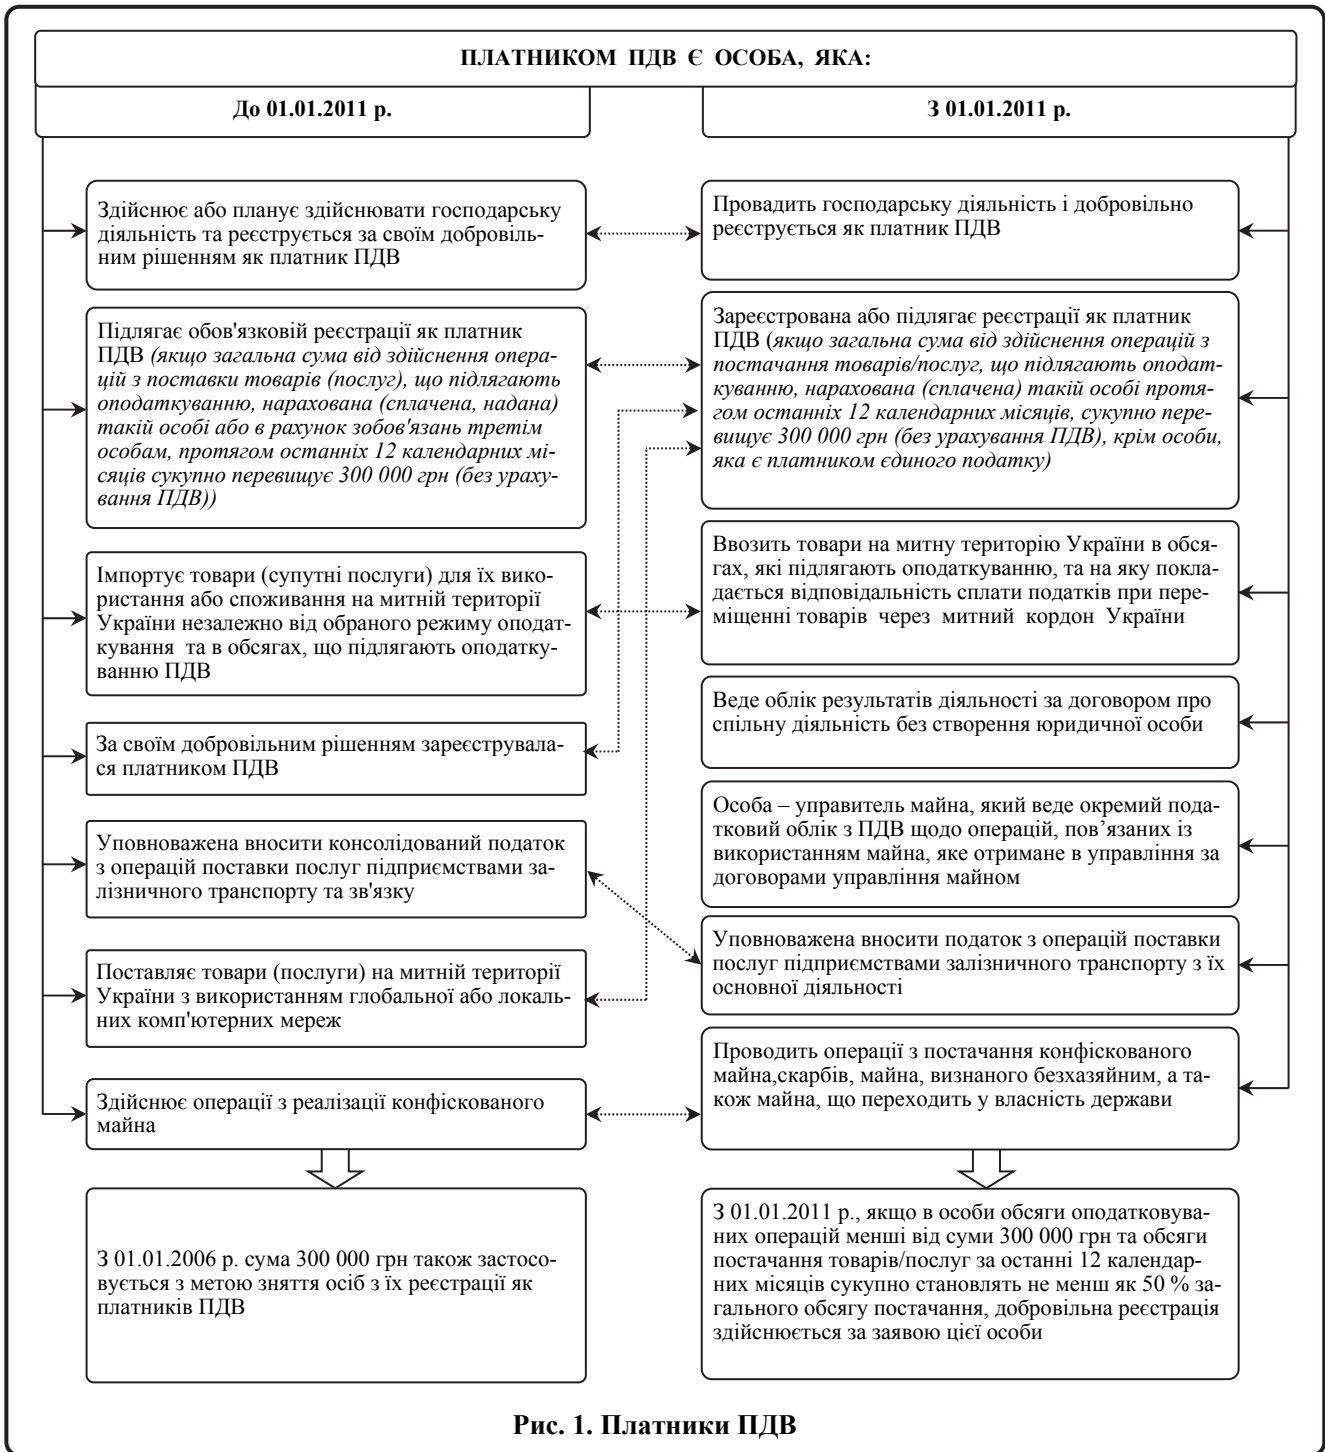 ПЛАТНИКОМ ПДВ Є ОСОБА, ЯКА:
До 01.01.2011 р.
Здійснює або планує здійснювати господарську
діяльність та реєструється за своїм добровіль-
ним рішенням як платник ПДВ
Підлягає обов'язковій реєстрації як платник
ПДВ (якщо загальна сума від здійснення опера-
цій з поставки товарів (послуг), що підлягають
оподаткуванню, нарахована (сплачена, надана)
такій особі або в рахунок зобов'язань третім
особам, протягом останніх 12 календарних мі-
сяців сукупно перевищує 300 000 грн (без ураху-
вання ПДВ))
Імпортує товари (супутні послуги) для їх вико-
ристання або споживання на митній території
України незалежно від обраного режиму оподат-
кування та в обсягах, що підлягають оподатку-
ванню ПДВ
За своїм добровільним рішенням зареєструвала-
ся платником ПДВ
Уповноважена вносити консолідований податок
з операцій поставки послуг підприємствами за-
лізничного транспорту та зв'язку
Поставляє товари (послуги) на митній території
України з використанням глобальної або локаль-
них комп'ютерних мереж
Здійснює операції з реалізації конфіскованого
майна
З 01.01.2006 р. сума 300 000 грн також застосо-
вується з метою зняття осіб з їх реєстрації як
платників ПДВ
З 01.01.2011 р.
Провадить господарську діяльність і добровільно
реєструється як платник ПДВ
Зареєстрована або підлягає реєстрації як платник
ПДВ (якщо загальна сума від здійснення операцій з
постачання товарів/послуг, що підлягають оподат-
куванню, нарахована (сплачена) такій особі протя-
гом останніх 12 календарних місяців, сукупно пере-
вищує 300 000 грн (без урахування ПДВ), крім особи,
яка є платником єдиного податку)
Ввозить товари на митну територію України в обся-
гах, які підлягають оподаткуванню, та на яку покла-
дається відповідальність сплати податків при пере-
міщенні товарів через митний кордон України
Веде облік результатів діяльності за договором про
спільну діяльність без створення юридичної особи
Особа – управитель майна, який веде окремий пода-
тковий облік з ПДВ щодо операцій, пов’язаних із
використанням майна, яке отримане в управління за
договорами управління майном
Уповноважена вносити податок з операцій поставки
послуг підприємствами залізничного транспорту з їх
основної діяльності
Проводить операції з постачання конфіскованого
майна,скарбів, майна, визнаного безхазяйним, а та-
кож майна, що переходить у власність держави
З 01.01.2011 р., якщо в особи обсяги оподатковува-
них операцій менші від суми 300 000 грн та обсяги
постачання товарів/послуг за останні 12 календар-
них місяців сукупно становлять не менш як 50 % за-
гального обсягу постачання, добровільна реєстрація
здійснюється за заявою цієї особи
Рис. 1. Платники ПДВ